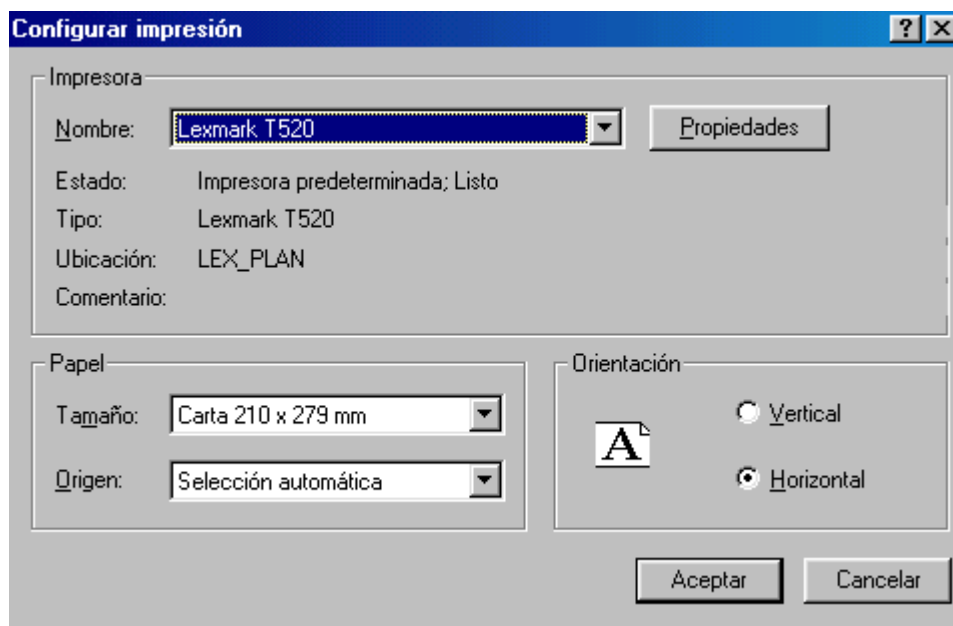 Configurar impresión
Impresora
Nombre: Lexmark T520 Propiedades
Estado: Impresora predeterminada; Listo
Tipo: Lexmark T520
Ubicación: LEX_PLAN
Comentario:
Papel
Tamaño: Carta 210 x 279 mm
Origen: Selección automática
Orientación
A
Vertical
Horizontal
Aceptar Cancelar